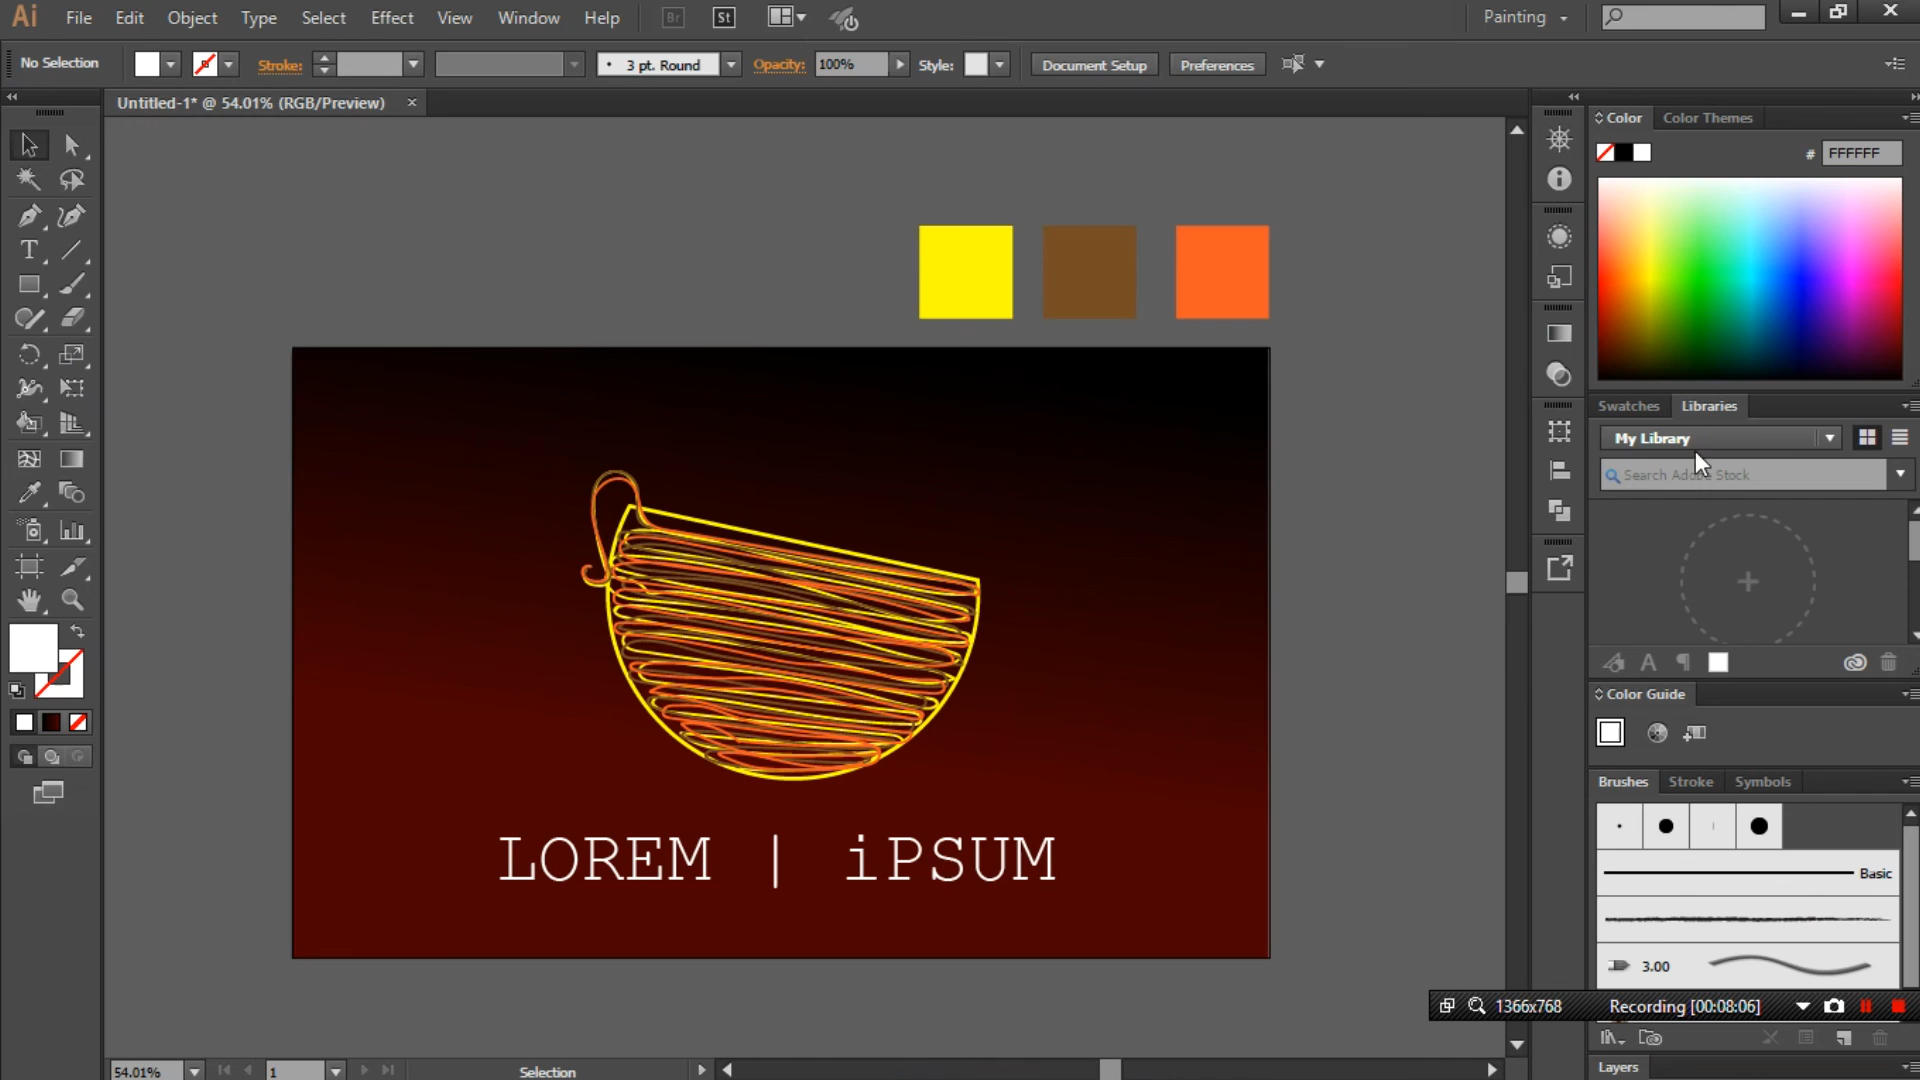 Ai File Edit Object Type Select Effect View Window Help Br St Painting
No Selection Stroke: 3 pt. Round Opacity: 100% Style: Document Setup Preferences
Untitled-1* @ 54.01% (RGB/Preview)
Color Color Themes
# FFFFFF
Swatches Libraries
My Library
Search Adobe Stock
Color Guide
Brushes Stroke Symbols
Basic
3.00
LOREM | iPSUM
1366x768 Recording [00:08:06]
Layers
54.01% 1 Selection